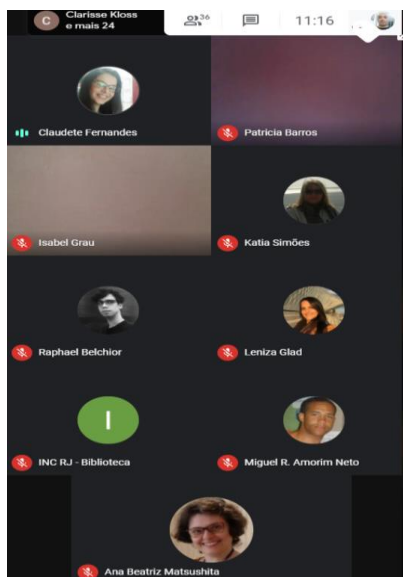 C Clarisse Kloss
e mais 24
36
11:16
Claudete Fernandes
Patricia Barros
Isabel Grau
Katia Simões
Raphael Belchior
Leniza Glad
I
INC RJ - Biblioteca
Miguel R. Amorim Neto
Ana Beatriz Matsushita